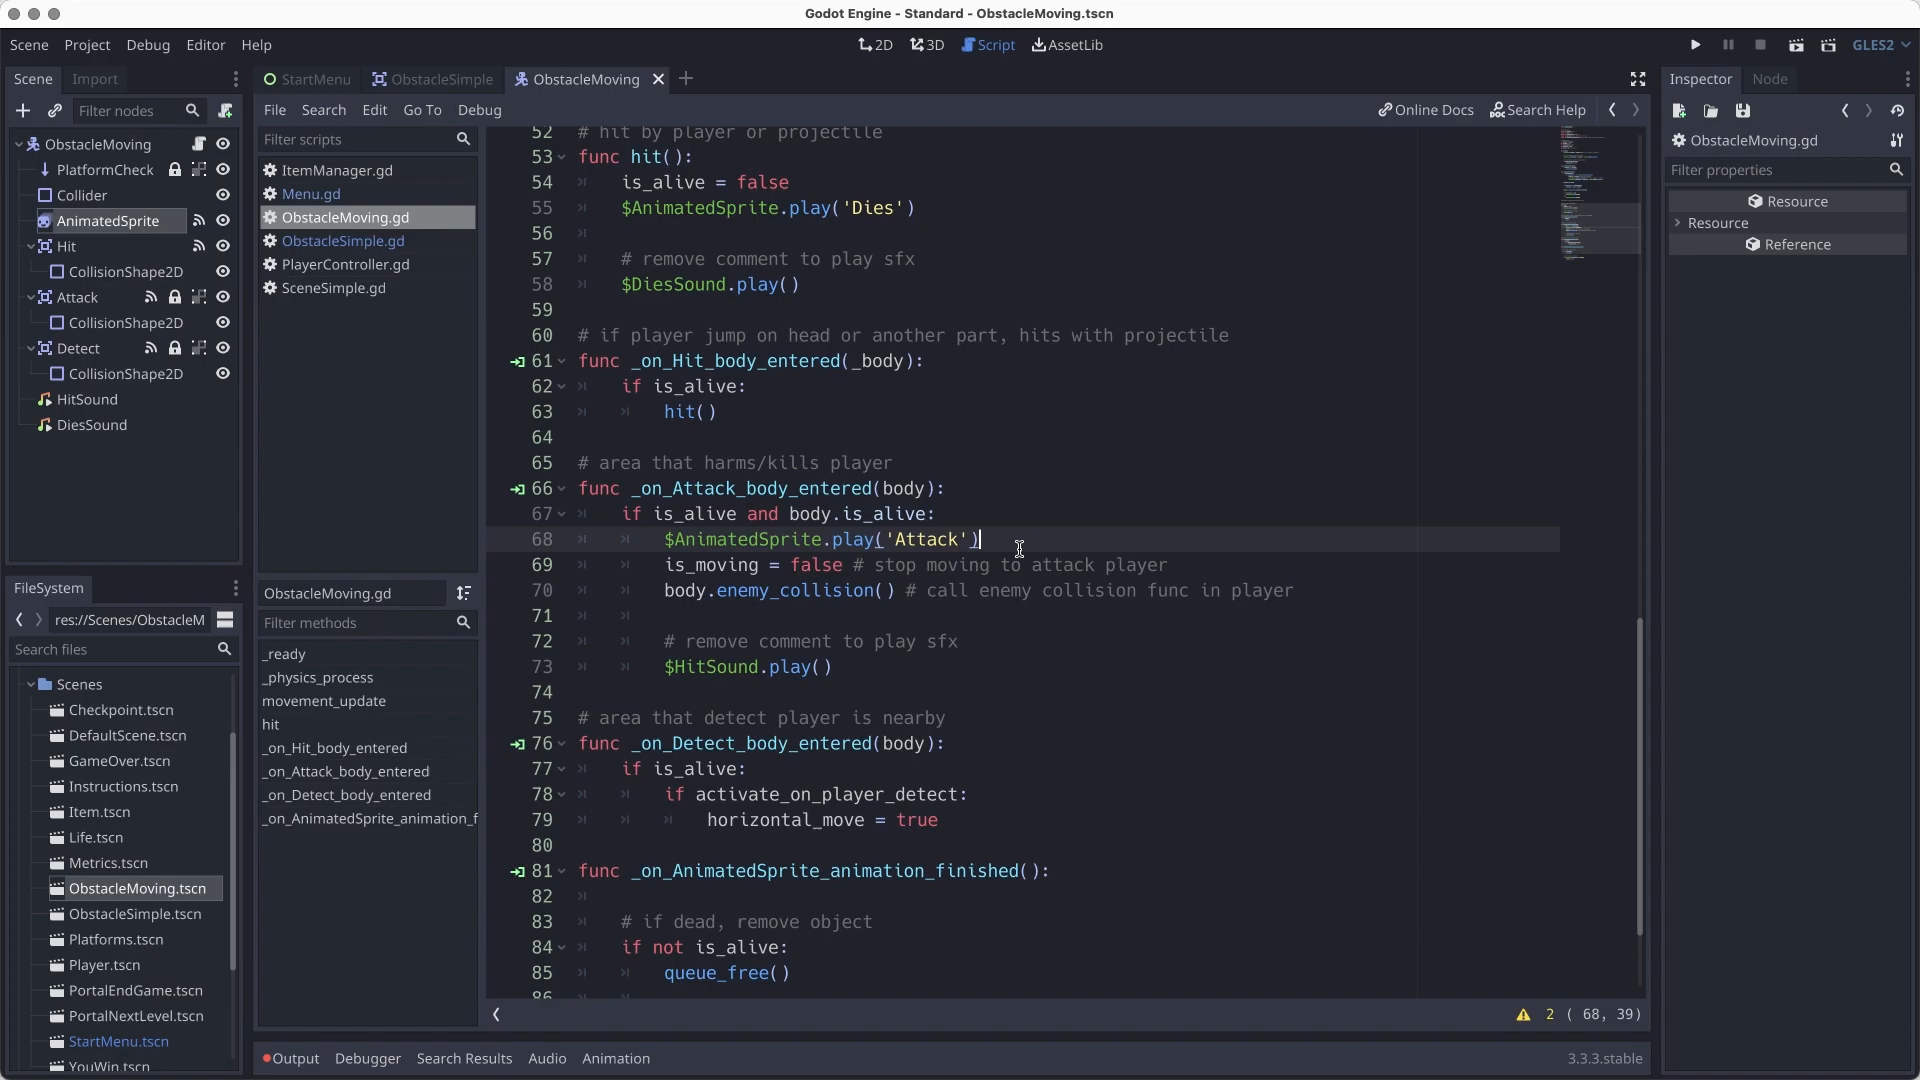 Godot Engine - Standard - ObstacleMoving.tscn
Scene Project Debug Editor Help
2D 3D Script AssetLib
GLES2
Scene Import
StartMenu ObstacleSimple ObstacleMoving
Inspector Node
Filter nodes
File Search Edit Go To Debug
Online Docs Search Help
ObstacleMoving
PlatformCheck
Collider
AnimatedSprite
Hit
CollisionShape2D
Attack
CollisionShape2D
Detect
CollisionShape2D
HitSound
DiesSound
FileSystem
res://Scenes/ObstacleM
Search files
Scenes
Checkpoint.tscn
DefaultScene.tscn
GameOver.tscn
Instructions.tscn
Item.tscn
Life.tscn
Metrics.tscn
ObstacleMoving.tscn
ObstacleSimple.tscn
Platforms.tscn
Player.tscn
PortalEndGame.tscn
PortalNextLevel.tscn
StartMenu.tscn
YouWin.tscn
Filter scripts
ItemManager.gd
Menu.gd
ObstacleMoving.gd
ObstacleSimple.gd
PlayerController.gd
SceneSimple.gd
ObstacleMoving.gd
Filter methods
_ready
_physics_process
movement_update
hit
_on_Hit_body_entered
_on_Attack_body_entered
_on_Detect_body_entered
_on_AnimatedSprite_animation_f
52 # hit by player or projectile
53 func hit():
54 is_alive = false
55 $AnimatedSprite.play('Dies')
56
57 # remove comment to play sfx
58 $DiesSound.play()
59
60 # if player jump on head or another part, hits with projectile
61 func _on_Hit_body_entered(_body):
62 if is_alive:
63 hit()
64
65 # area that harms/kills player
66 func _on_Attack_body_entered(body):
67 if is_alive and body.is_alive:
68 $AnimatedSprite.play('Attack')
69 is_moving = false # stop moving to attack player
70 body.enemy_collision() # call enemy collision func in player
71
72 # remove comment to play sfx
73 $HitSound.play()
74
75 # area that detect player is nearby
76 func _on_Detect_body_entered(body):
77 if is_alive:
78 if activate_on_player_detect:
79 horizontal_move = true
80
81 func _on_AnimatedSprite_animation_finished():
82
83 # if dead, remove object
84 if not is_alive:
85 queue_free()
86
2 ( 68, 39)
Output Debugger Search Results Audio Animation
3.3.3.stable
ObstacleMoving.gd
Filter properties
Resource
Resource
Reference